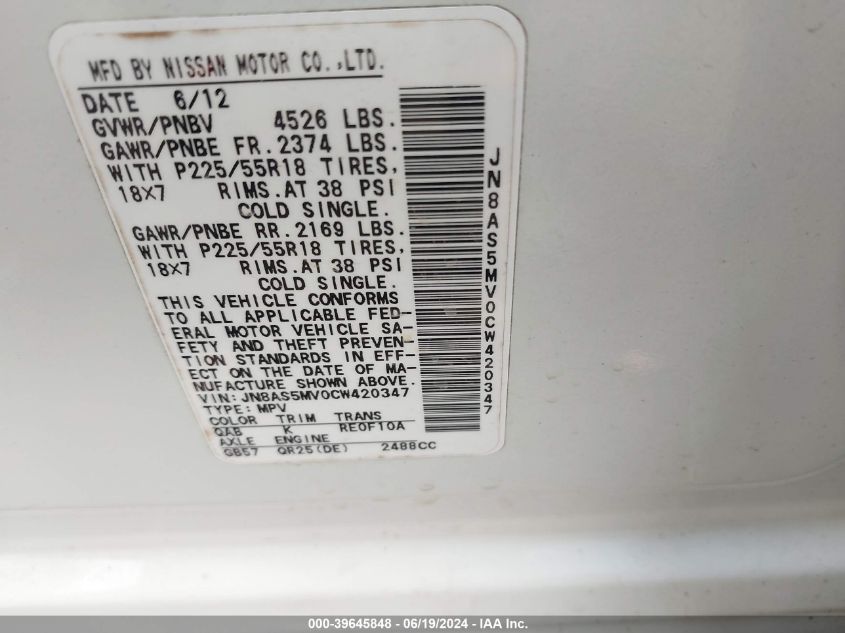 MFD BY NISSAN MOTOR CO.,LTD.
DATE 6/12
GVWR/PNBV 4526 LBS.
GAWR/PNBE FR.2374 LBS.
WITH P225/55R18 TIRES,
18X7 RIMS.AT 38 PSI
COLD SINGLE.
GAWR/PNBE RR.2169 LBS.
WITH P225/55R18 TIRES,
18X7 RIMS.AT 38 PSI
COLD SINGLE.
THIS VEHICLE CONFORMS
TO ALL APPLICABLE FED-
ERAL MOTOR VEHICLE SA-
FETY AND THEFT PREVEN-
TION STANDARDS IN EFF-
ECT ON THE DATE OF MA-
NUFACTURE SHOWN ABOVE.
VIN:JN8AS5MV0CW420347
TYPE:MPV
COLOR TRIM TRANS
QAB K RE0F10A
AXLE ENGINE
GB57 QR25(DE) 2488CC
JN8AS5MV0CW420347
000-39645848 - 06/19/2024 - IAA Inc.